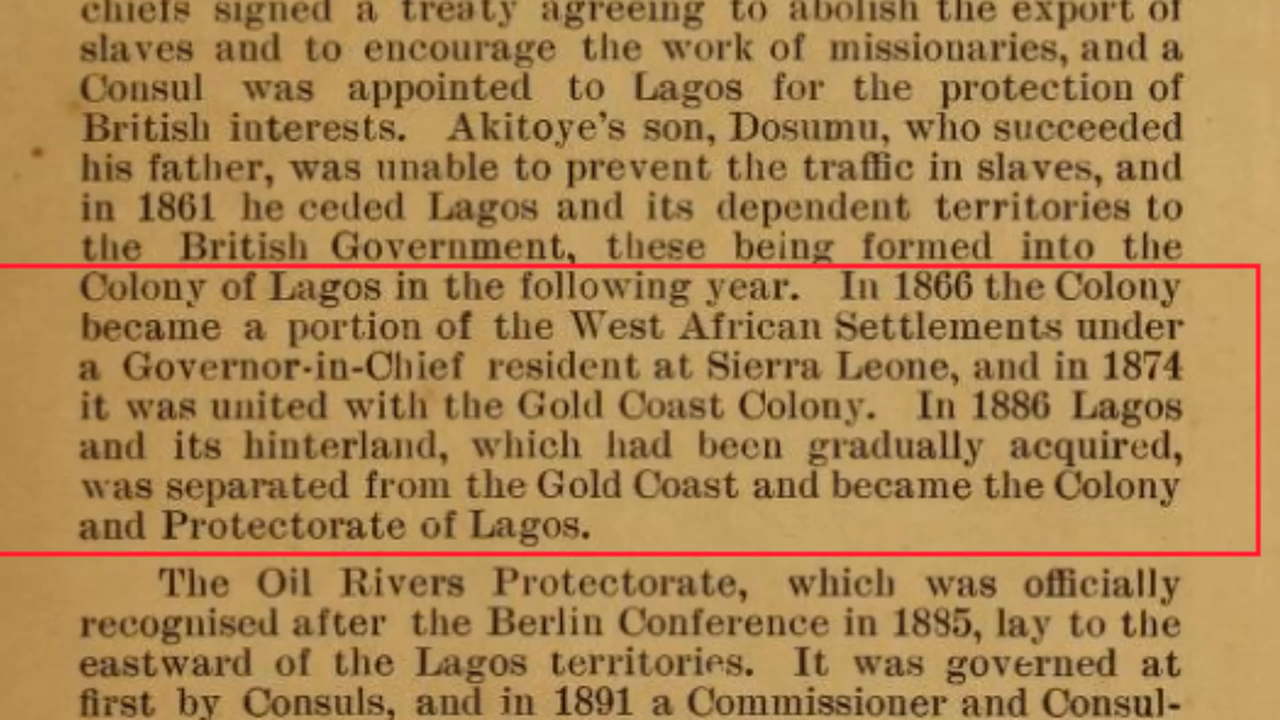 chiefs signed a treaty agreeing to abolish the export of
slaves and to encourage the work of missionaries, and a
Consul was appointed to Lagos for the protection of
British interests. Akitoye's son, Dosumu, who succeeded
his father, was unable to prevent the traffic in slaves, and
in 1861 he ceded Lagos and its dependent territories to
the British Government, these being formed into the
Colony of Lagos in the following year. In 1866 the Colony
became a portion of the West African Settlements under
a Governor-in-Chief resident at Sierra Leone, and in 1874
it was united with the Gold Coast Colony. In 1886 Lagos
and its hinterland, which had been gradually acquired,
was separated from the Gold Coast and became the Colony
and Protectorate of Lagos.
The Oil Rivers Protectorate, which was officially
recognised after the Berlin Conference in 1885, lay to the
eastward of the Lagos territories. It was governed at
first by Consuls, and in 1891 a Commissioner and Consul-